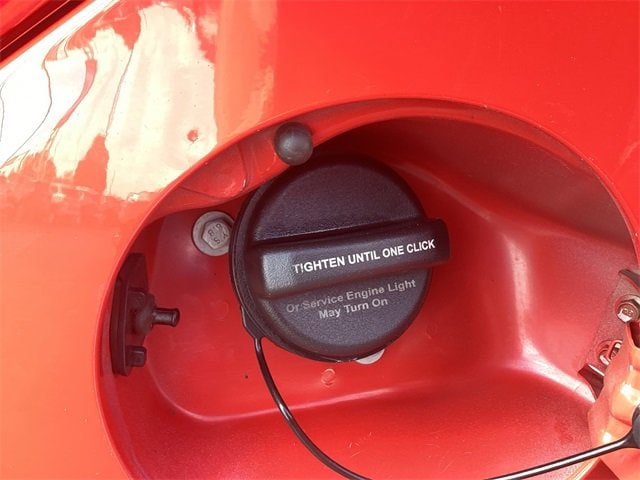 TIGHTEN UNTIL ONE CLICK
Or Service Engine Light
May Turn On